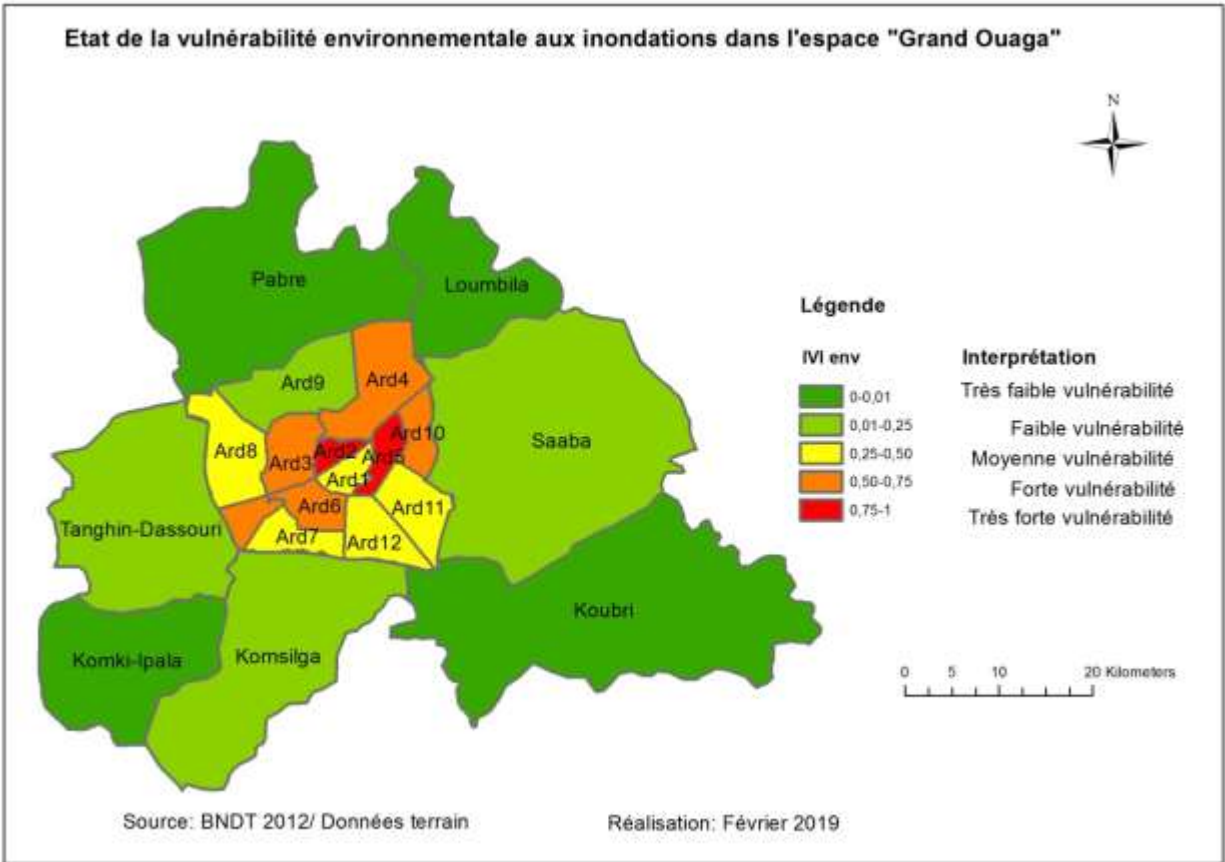 Etat de la vulnérabilité environnementale aux inondations dans l'espace "Grand Ouaga"
N
Pabre
Loumbila
Ard9
Ard4
Ard8
Ard3
Ard2
Ard10
Ard5
Ard1
Saaba
Ard6
Ard11
Ard7
Ard12
Tanghin-Dassouri
Koubri
Komki-Ipala
Komsilga
Légende
IVI env
Interprétation
0-0,01
Très faible vulnérabilité
0,01-0,25
Faible vulnérabilité
0,25-0,50
Moyenne vulnérabilité
0,50-0,75
Forte vulnérabilité
0,75-1
Très forte vulnérabilité
0 5 10 20 Kilometers
Source: BNDT 2012/ Données terrain
Réalisation: Février 2019